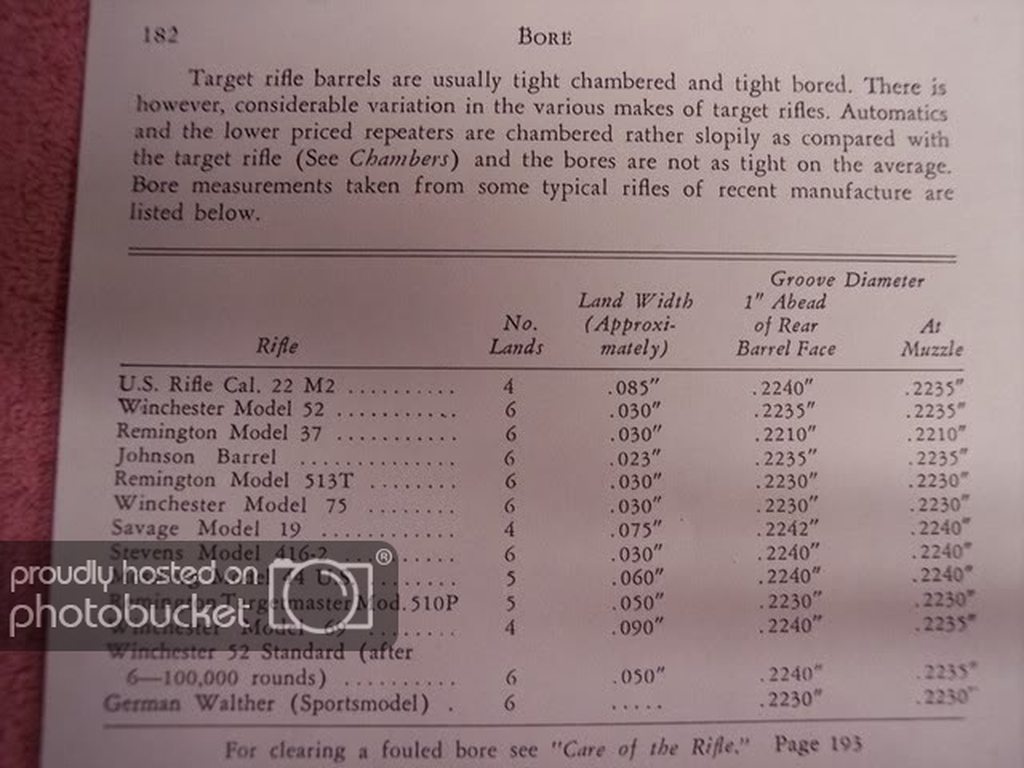 182 BORE
Target rifle barrels are usually tight chambered and tight bored. There is
however, considerable variation in the various makes of target rifles. Automatics
and the lower priced repeaters are chambered rather slopily as compared with
the target rifle (See Chambers) and the bores are not as tight on the average.
Bore measurements taken from some typical rifles of recent manufacture are
listed below.
Groove Diameter
Land Width 1" Ahead
No. (Approxi- of Rear At
Rifle Lands mately) Barrel Face Muzzle
U.S. Rifle Cal. 22 M2 .......... 4 .085" .2240" .2235"
Winchester Model 52 ........... 6 .030" .2235" .2235"
Remington Model 37 ........... 6 .030" .2210" .2210"
Johnson Barrel .............. 6 .023" .2235" .2235"
Remington Model 513T ........ 6 .030" .2230" .2230"
Winchester Model 75 ........ 6 .030" .2230" .2230"
Savage Model 19 ............ 4 .075" .2242" .2240"
Stevens Model 416-2 .......... 6 .030" .2240" .2240"
Model 44 U.S. ........ 5 .060" .2240" .2240"
Remington Targetmaster Mod. 510P 5 .050" .2230" .2230"
Winchester Model 69 ........ 4 .090" .2240" .2235"
Winchester 52 Standard (after
6—100,000 rounds) .......... 6 .050" .2240" .2235"
German Walther (Sportsmodel) . 6 ..... .2230" .2230"
For clearing a fouled bore see "Care of the Rifle." Page 193
proudly hosted on
photobucket ®